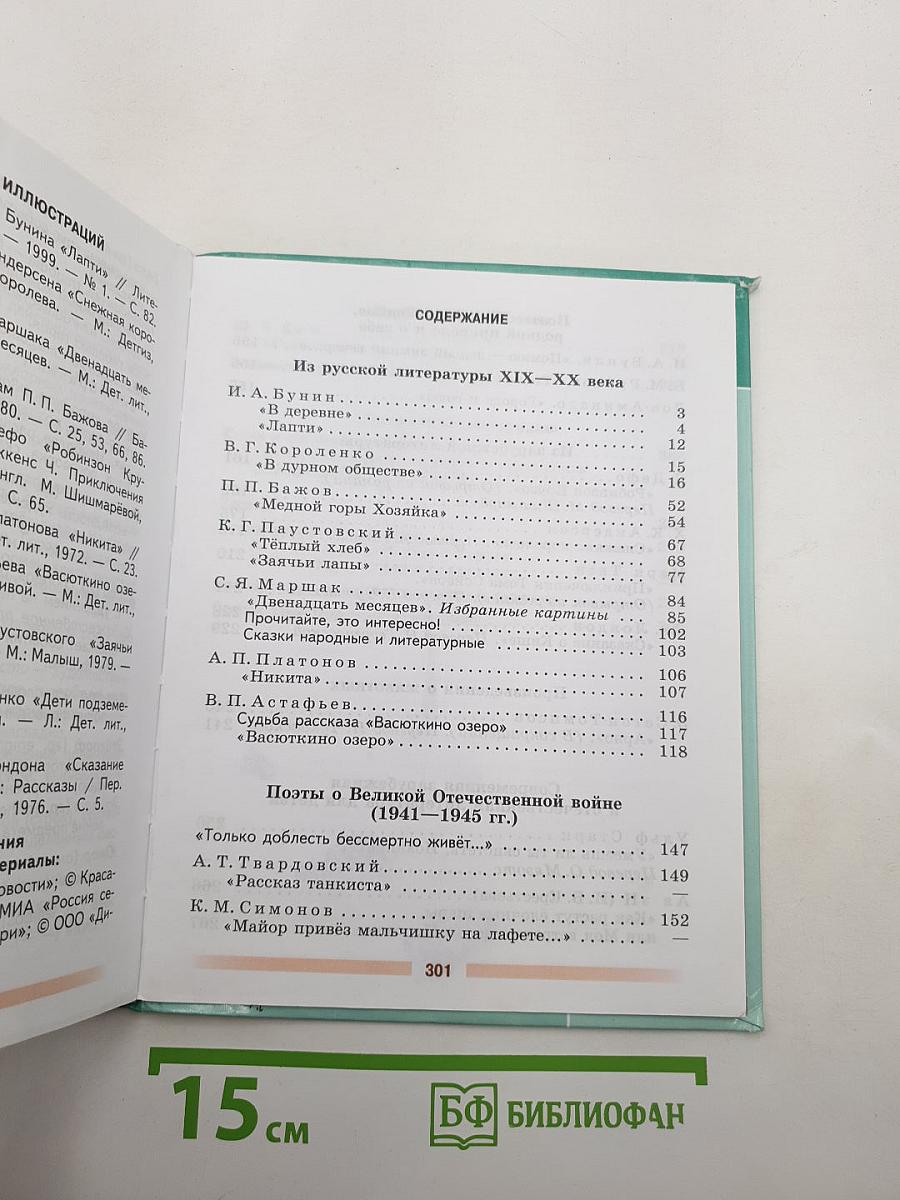 ИЛЛЮСТРАЦИЙ
Бунина «Лапти» // Лите-
— 1999. — № 1. — С. 82.
ндерсена «Снежная коро-
оролева. — М.: Детгиз,
аршака «Двенадцать ме-
есяцев. — М.: Дет. лит.,
ам П. П. Бажова // Ба-
80. — С. 25, 53, 66, 86.
ефо «Робинзон Кру-
ккенс Ч. Приключения
нгл. М. Шишмарёвой,
С. 65.
латонова «Никита» //
т. лит., 1972. — С. 23.
ьева «Васюткино озе-
ивой. — М.: Дет. лит.,
устовского «Заячьи
М.: Малыш, 1979. —
нко «Дети подземе-
. — Л.: Дет. лит.,
ндона «Сказание
: Рассказы / Пер.
, 1976. — С. 5.
ния
ериалы:
овости»; © Краса-
МИА «Россия се-
ри»; © ООО «Ди-
СОДЕРЖАНИЕ
Из русской литературы XIX—XX века
И. А. Бунин . . . . . . . . . . 3
«В деревне» . . . . . . . . . . 4
«Лапти» . . . . . . . . . . 12
В. Г. Короленко . . . . . . . . . . 15
«В дурном обществе» . . . . . . . . . . 16
П. П. Бажов . . . . . . . . . . 52
«Медной горы Хозяйка» . . . . . . . . . . 54
К. Г. Паустовский . . . . . . . . . . 67
«Тёплый хлеб» . . . . . . . . . . 68
«Заячьи лапы» . . . . . . . . . . 77
С. Я. Маршак . . . . . . . . . . 84
«Двенадцать месяцев». Избранные картины . . . 85
Прочитайте, это интересно! . . . . . . . . . . 102
Сказки народные и литературные . . . . . . . . . . 103
А. П. Платонов . . . . . . . . . . 106
«Никита» . . . . . . . . . . 107
В. П. Астафьев . . . . . . . . . . 116
Судьба рассказа «Васюткино озеро» . . . . . . . . . . 117
«Васюткино озеро» . . . . . . . . . . 118
Поэты о Великой Отечественной войне
(1941—1945 гг.)
«Только доблесть бессмертно живёт...» . . . . . . . . . . 147
А. Т. Твардовский . . . . . . . . . . 149
«Рассказ танкиста» . . . . . . . . . . —
К. М. Симонов . . . . . . . . . . 152
«Майор привёз мальчишку на лафете...» . . . . . . . —
301
15 см
БФ БИБЛИОФАН